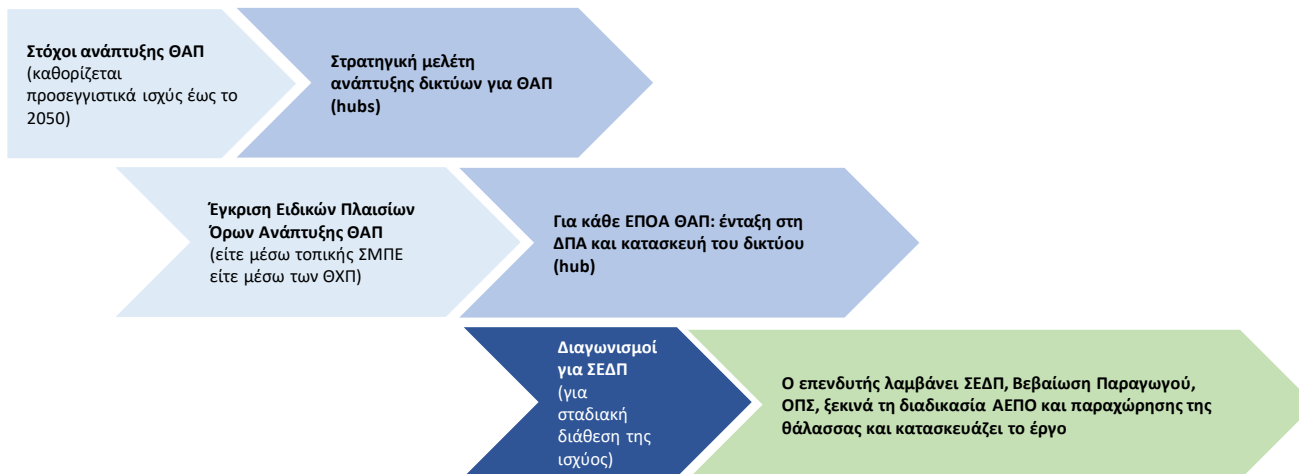 Στόχοι ανάπτυξης ΘΑΠ
(καθορίζεται
προσεγγιστικά ισχύς έως το
2050)
Στρατηγική μελέτη
ανάπτυξης δικτύων για ΘΑΠ
(hubs)
Έγκριση Ειδικών Πλαισίων
Όρων Ανάπτυξης ΘΑΠ
(είτε μέσω τοπικής ΣΜΠΕ
είτε μέσω των ΘΧΠ)
Για κάθε ΕΠΟΑ ΘΑΠ: ένταξη στη
ΔΠΑ και κατασκευή του δικτύου
(hub)
Διαγωνισμοί
για ΣΕΔΠ
(για
σταδιακή
διάθεση της
ισχύος)
Ο επενδυτής λαμβάνει ΣΕΔΠ, Βεβαίωση Παραγωγού,
ΟΠΣ, ξεκινά τη διαδικασία ΑΕΠΟ και παραχώρησης της
θάλασσας και κατασκευάζει το έργο